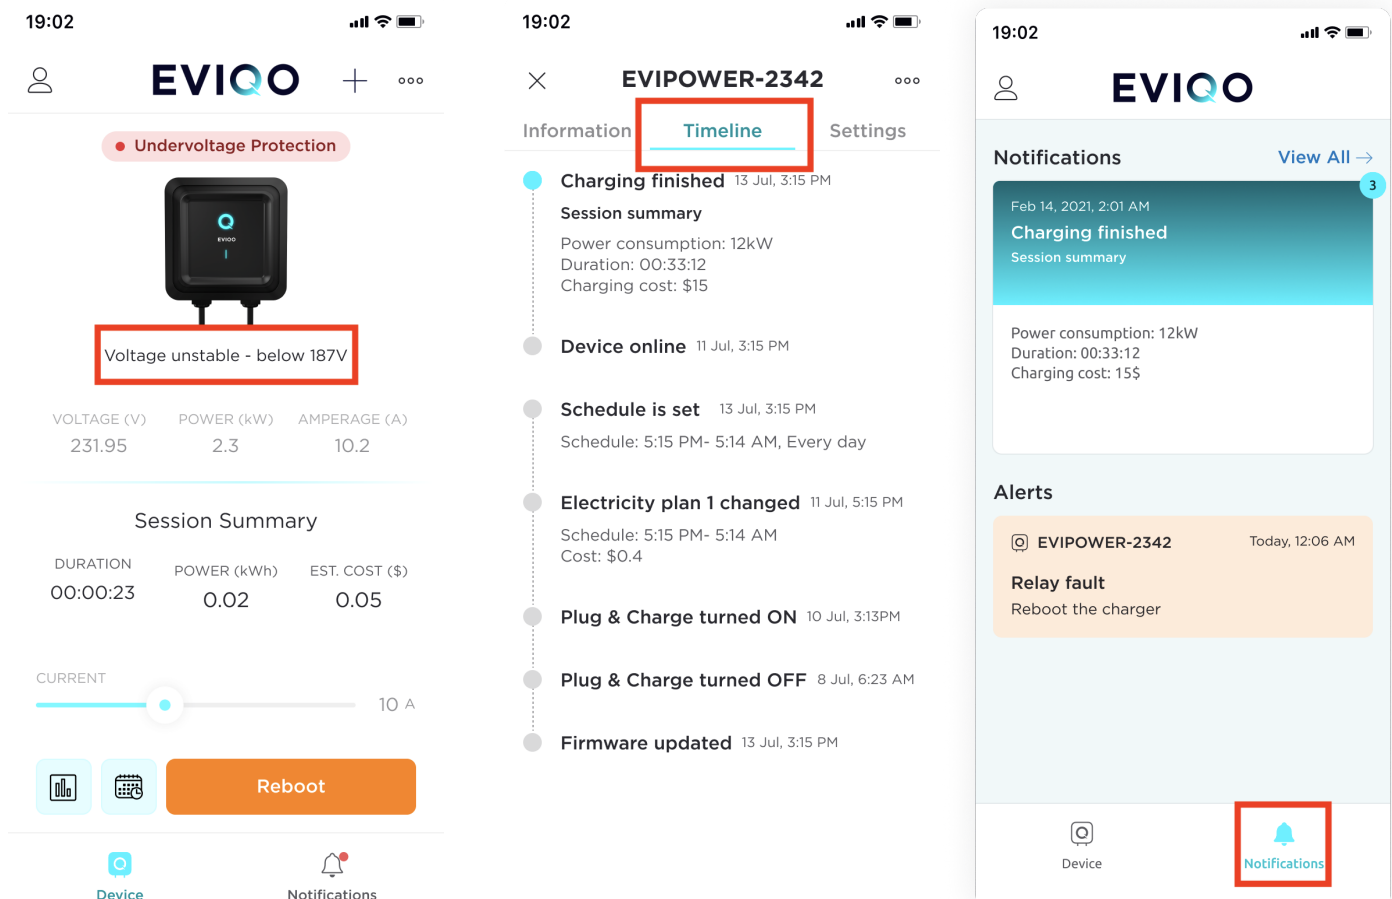 19:02
EVIQO
Undervoltage Protection
EVIQO
Voltage unstable - below 187V
VOLTAGE (V) POWER (kW) AMPERAGE (A)
231.95 2.3 10.2
Session Summary
DURATION POWER (kWh) EST. COST ($)
00:00:23 0.02 0.05
CURRENT
10 A
Reboot
Device Notifications
19:02
EVIPOWER-2342
Information Timeline Settings
Charging finished 13 Jul, 3:15 PM
Session summary
Power consumption: 12kW
Duration: 00:33:12
Charging cost: $15
Device online 11 Jul, 3:15 PM
Schedule is set 13 Jul, 3:15 PM
Schedule: 5:15 PM- 5:14 AM, Every day
Electricity plan 1 changed 11 Jul, 5:15 PM
Schedule: 5:15 PM- 5:14 AM
Cost: $0.4
Plug & Charge turned ON 10 Jul, 3:13PM
Plug & Charge turned OFF 8 Jul, 6:23 AM
Firmware updated 13 Jul, 3:15 PM
19:02
EVIQO
Notifications View All
3
Feb 14, 2021, 2:01 AM
Charging finished
Session summary
Power consumption: 12kW
Duration: 00:33:12
Charging cost: 15$
Alerts
EVIPOWER-2342 Today, 12:06 AM
Relay fault
Reboot the charger
Device Notifications